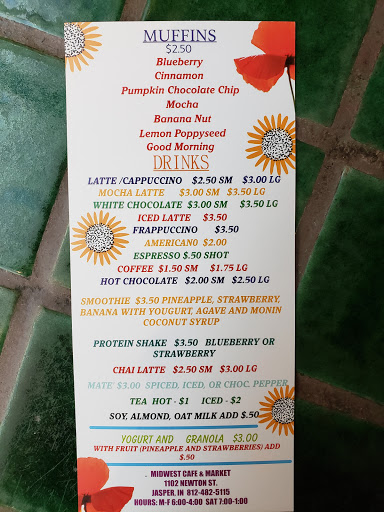 MUFFINS
$2.50
Blueberry
Cinnamon
Pumpkin Chocolate Chip
Mocha
Banana Nut
Lemon Poppyseed
Good Morning
DRINKS
LATTE /CAPPUCCINO $2.50 SM $3.00 LG
MOCHA LATTE $3.00 SM $3.50 LG
WHITE CHOCOLATE $3.00 SM $3.50 LG
ICED LATTE $3.50
FRAPPUCCINO $3.50
AMERICANO $2.00
ESPRESSO $.50 SHOT
COFFEE $1.50 SM $1.75 LG
HOT CHOCOLATE $2.00 SM $2.50 LG
SMOOTHIE $3.50 PINEAPPLE, STRAWBERRY,
BANANA WITH YOUGURT, AGAVE AND MONIN
COCONUT SYRUP
PROTEIN SHAKE $3.50 BLUEBERRY OR
STRAWBERRY
CHAI LATTE $2.50 SM $3.00 LG
MATE' $3.00 SPICED, ICED, OR CHOC. PEPPER
TEA HOT - $1 ICED - $2
SOY, ALMOND, OAT MILK ADD $.50
YOGURT AND GRANOLA $3.00
WITH FRUIT (PINEAPPLE AND STRAWBERRIES) ADD
$.50
MIDWEST CAFE & MARKET
1102 NEWTON ST.
JASPER, IN 812-482-5115
HOURS: M-F 6:00-4:00 SAT 7:00-1:00